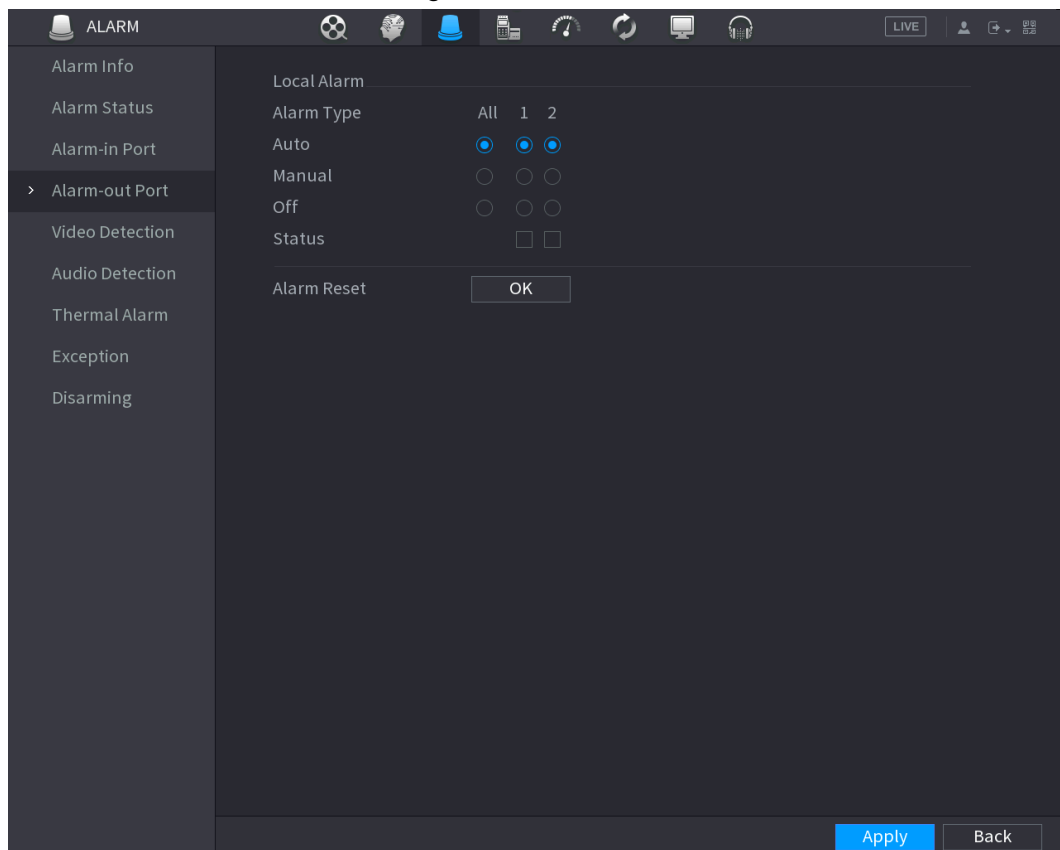 ALARM
LIVE
Alarm Info
Alarm Status
Alarm-in Port
Alarm-out Port
Video Detection
Audio Detection
Thermal Alarm
Exception
Disarming
Local Alarm
Alarm Type All 1 2
Auto
Manual
Off
Status
Alarm Reset OK
Apply Back